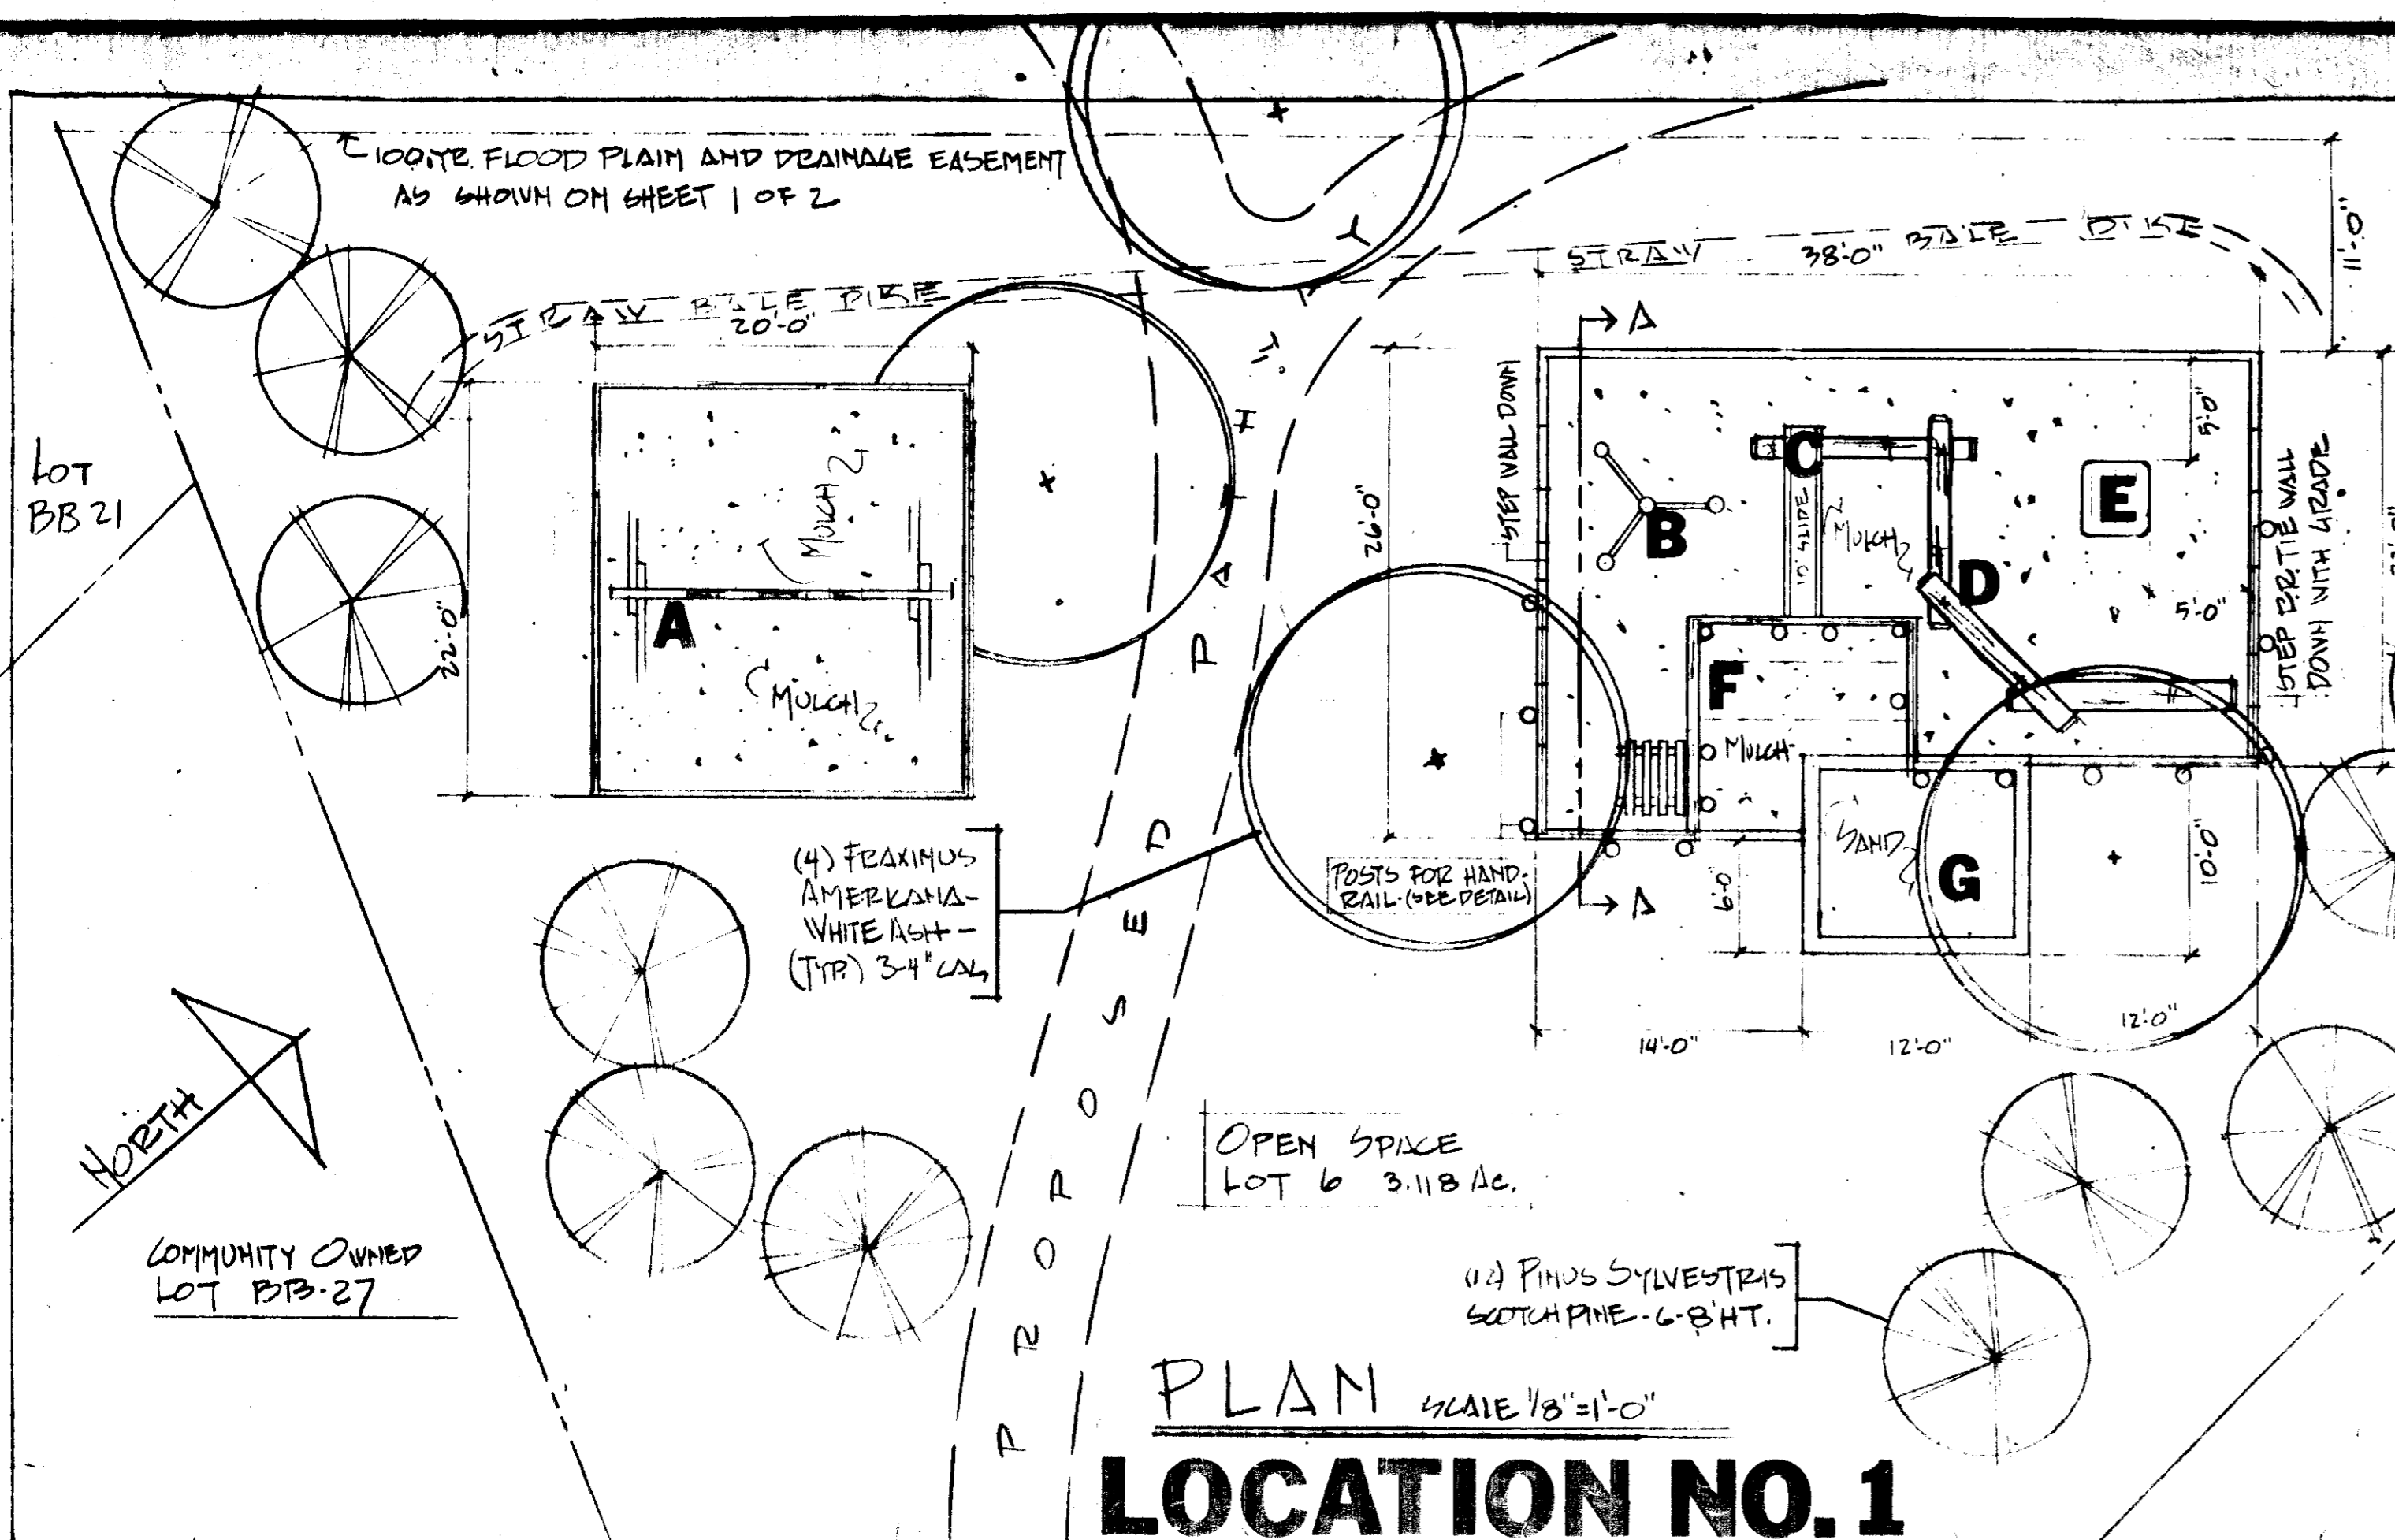 100 YR. FLOOD PLAIN AND DRAINAGE EASEMENT
AS SHOWN ON SHEET 1 OF 2
STRAW BALE DIKE
20'-0"
STRAW BALE DIKE
38'-0"
11'-0"
LOT
BB 21
22'-0"
MULCH
A
MULCH
PROPOSED PATH
26'-0"
STEP WALL DOWN
A
B
C
10' SLIDE
MULCH
D
E
5'-0"
5'-0"
STEP RR. TIE WALL
DOWN WITH GRADE
F
MULCH
SAND
G
10'-0"
6'-0
POSTS FOR HAND-
RAIL-(SEE DETAIL)
A
14'-0"
12'-0"
12'-0"
(4) FRAXINUS
AMERICANA-
WHITE ASH-
(TYP.) 3-4" CAL
NORTH
COMMUNITY OWNED
LOT BB-27
OPEN SPACE
LOT 6 3.118 AC.
(12) PINUS SYLVESTRIS
SCOTCH PINE-6-8' HT.
PLAN SCALE 1/8"=1'-0"
LOCATION NO. 1